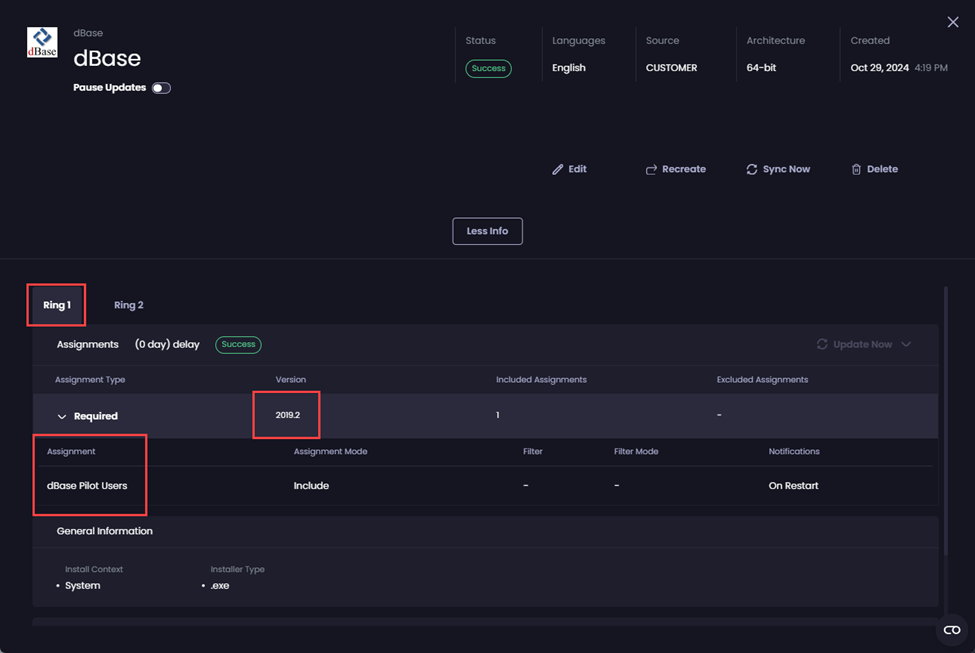 dBase
dBase
dBase
Pause Updates
Status Languages Source Architecture Created
Success English CUSTOMER 64-bit Oct 29, 2024 4:19 PM
Edit Recreate Sync Now Delete
Less Info
Ring 1 Ring 2
Assignments (0 day) delay Success Update Now
Assignment Type Version Included Assignments Excluded Assignments
Required 2019.2 1 -
Assignment Assignment Mode Filter Filter Mode Notifications
dBase Pilot Users Include - - On Restart
General Information
Install Context Installer Type
• System • .exe